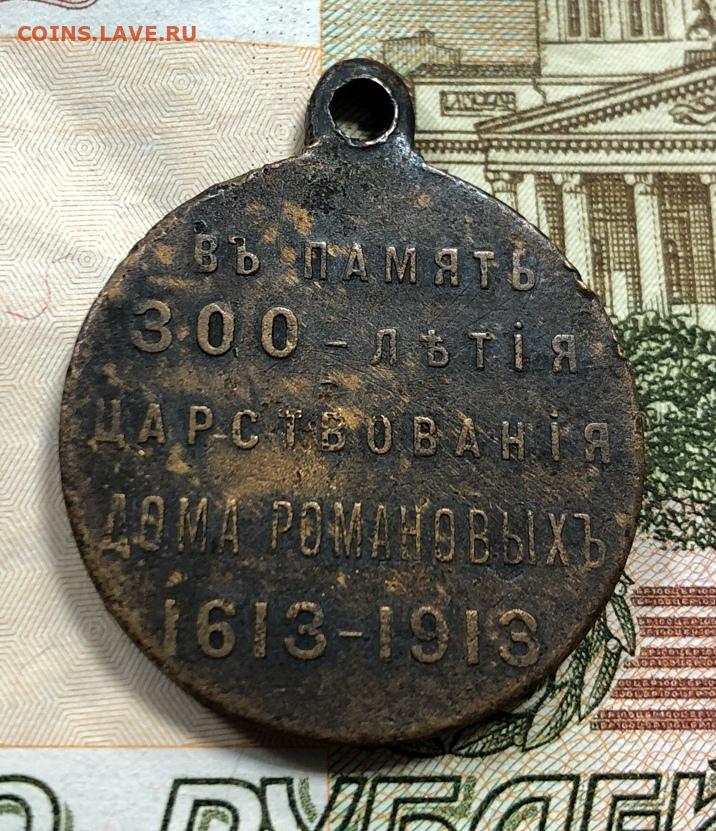 COINS.LAVE.RU
ВЪ ПАМЯТЬ
300-ЛѢТІЯ
ЦАРСТВОВАНІЯ
ДОМА РОМАНОВЫХЪ
1613-1913